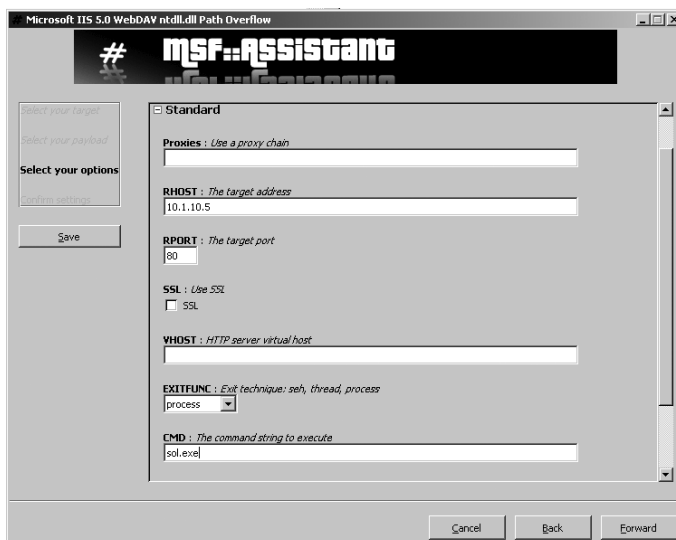 Microsoft IIS 5.0 WebDAV ntdll.dll Path Overflow
# MSF::Assistant
Select your target
Select your payload
Select your options
Confirm settings
Save
Standard
Proxies : Use a proxy chain
RHOST : The target address
10.1.10.5
RPORT : The target port
80
SSL : Use SSL
SSL
VHOST : HTTP server virtual host
EXITFUNC : Exit technique: seh, thread, process
process
CMD : The command string to execute
sol.exe
Cancel
Back
Forward